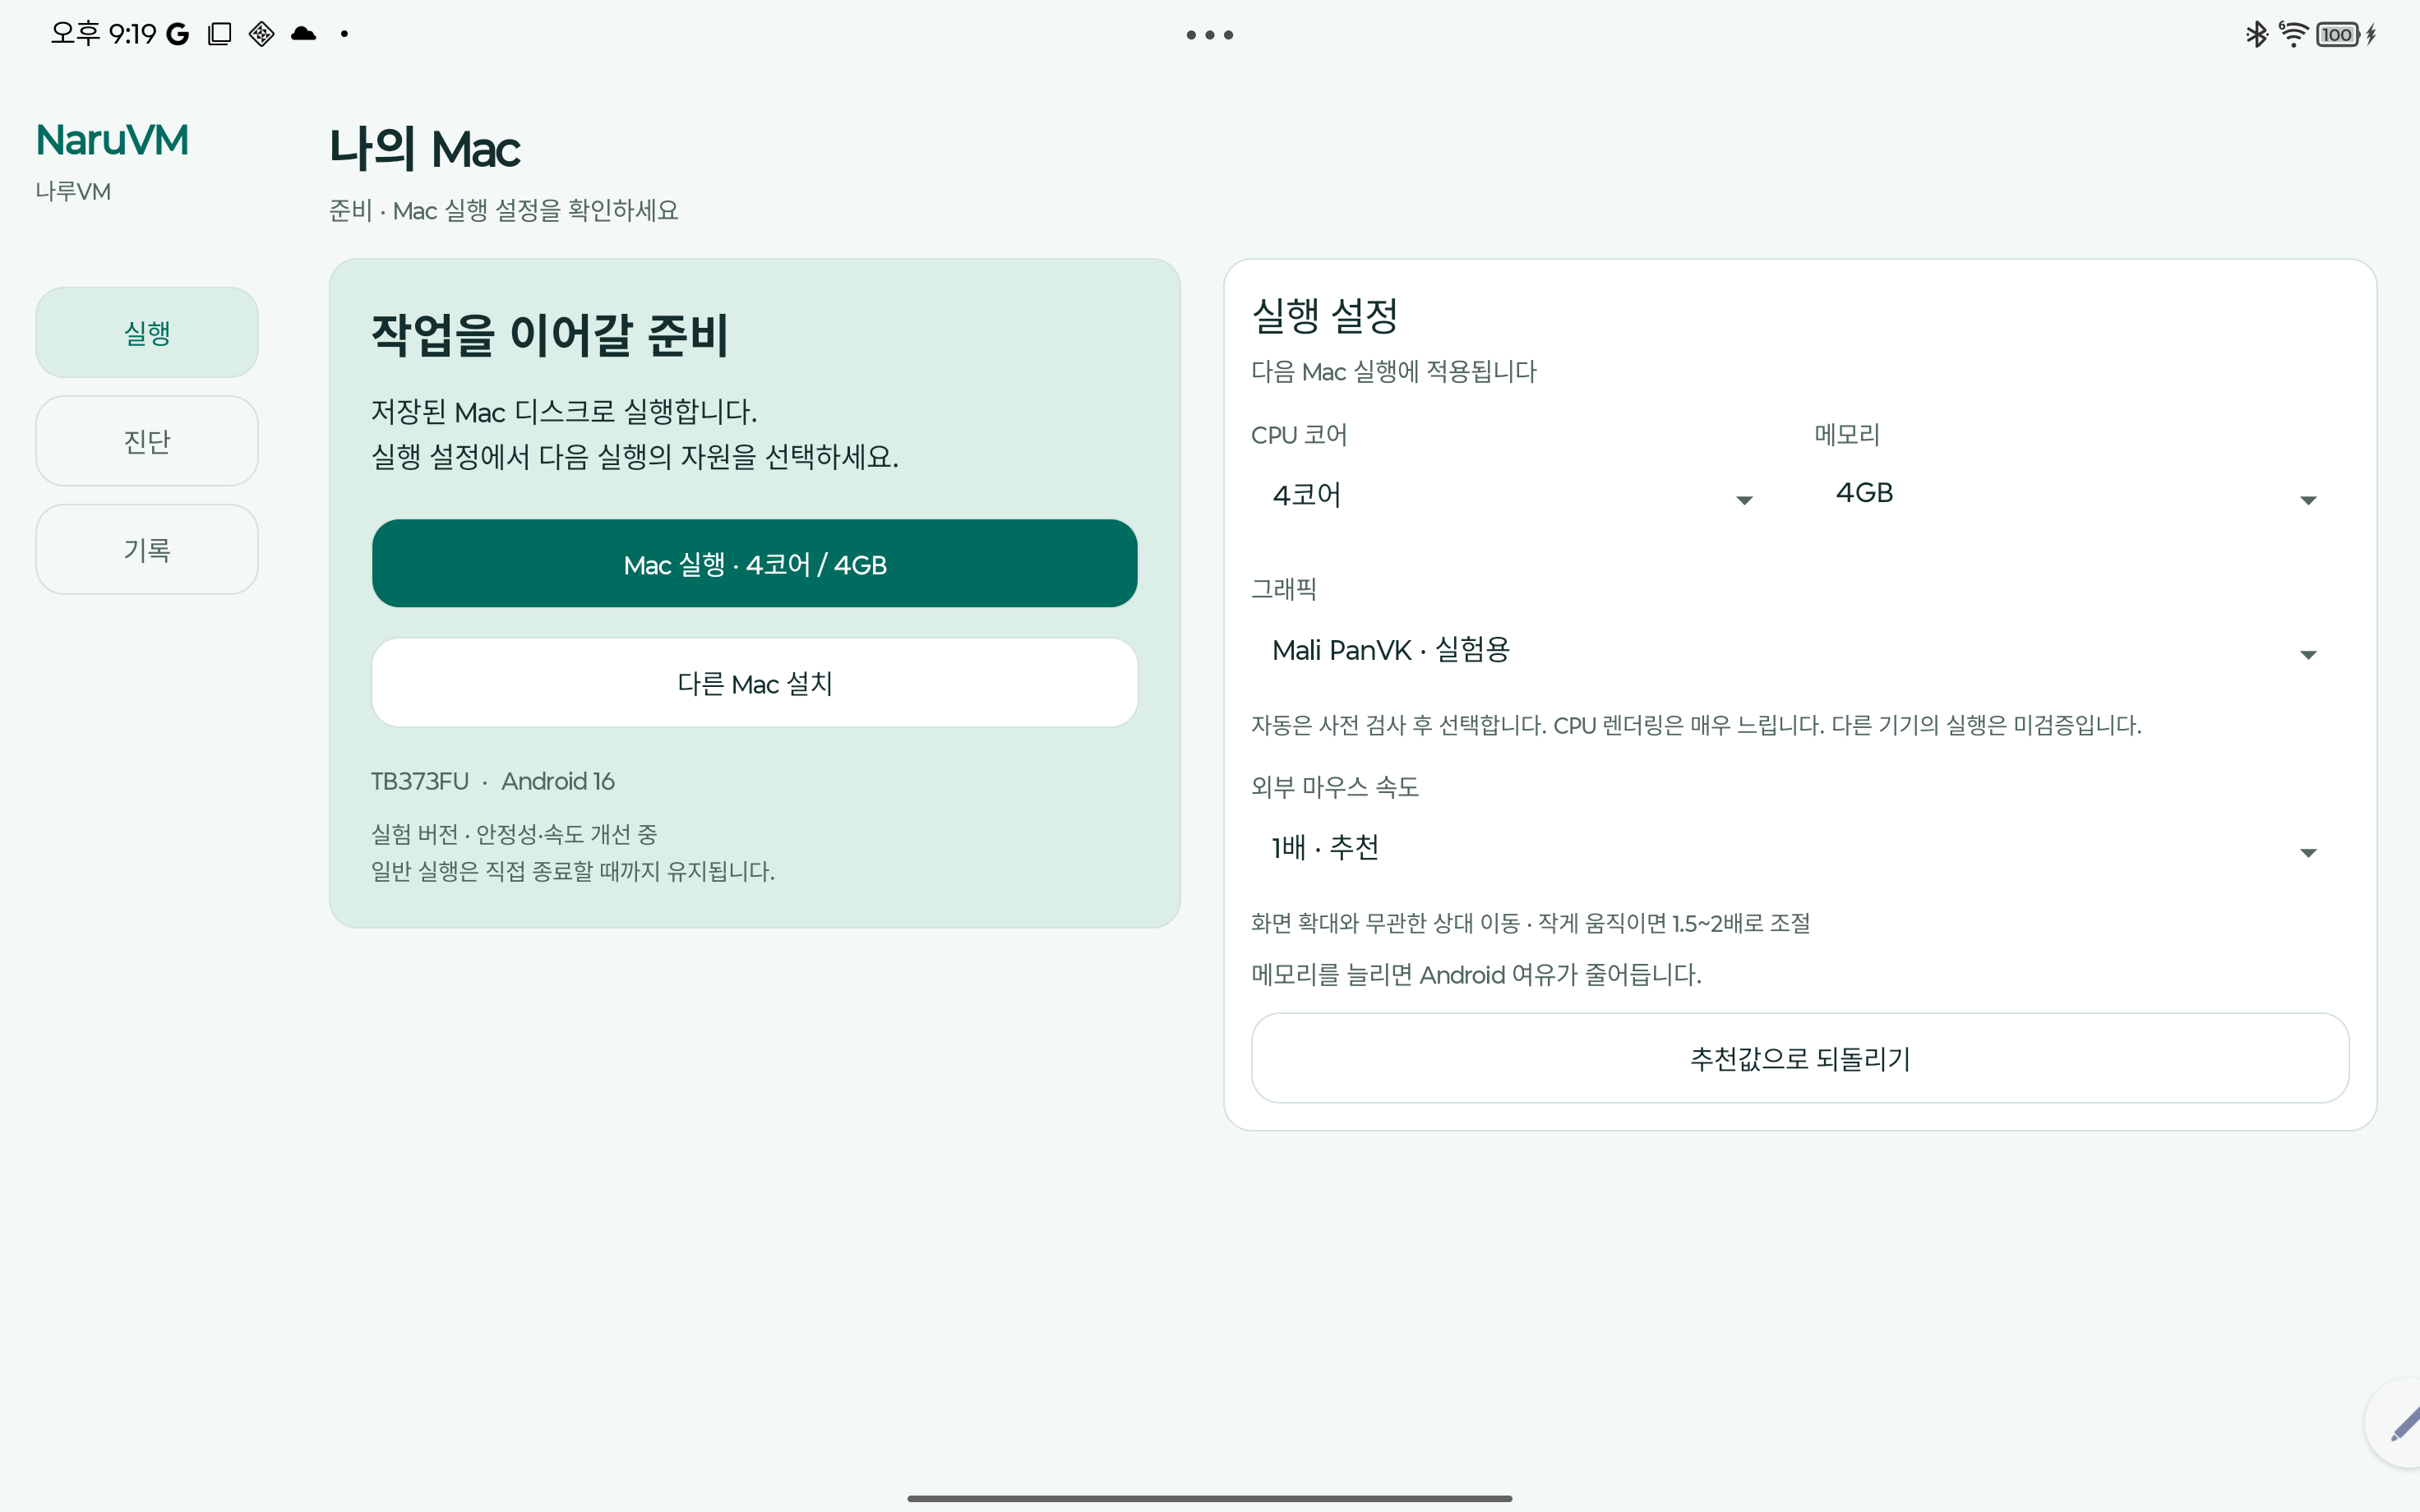 오후 9:19
6
100
NaruVM
나루VM
실행
진단
기록
나의 Mac
준비 · Mac 실행 설정을 확인하세요
작업을 이어갈 준비
저장된 Mac 디스크로 실행합니다.
실행 설정에서 다음 실행의 자원을 선택하세요.
Mac 실행 · 4코어 / 4GB
다른 Mac 설치
TB373FU · Android 16
실험 버전 · 안정성·속도 개선 중
일반 실행은 직접 종료할 때까지 유지됩니다.
실행 설정
다음 Mac 실행에 적용됩니다
CPU 코어 메모리
4코어 4GB
그래픽
Mali PanVK · 실험용
자동은 사전 검사 후 선택합니다. CPU 렌더링은 매우 느립니다. 다른 기기의 실행은 미검증입니다.
외부 마우스 속도
1배 · 추천
화면 확대와 무관한 상대 이동 · 작게 움직이면 1.5~2배로 조절
메모리를 늘리면 Android 여유가 줄어듭니다.
추천값으로 되돌리기